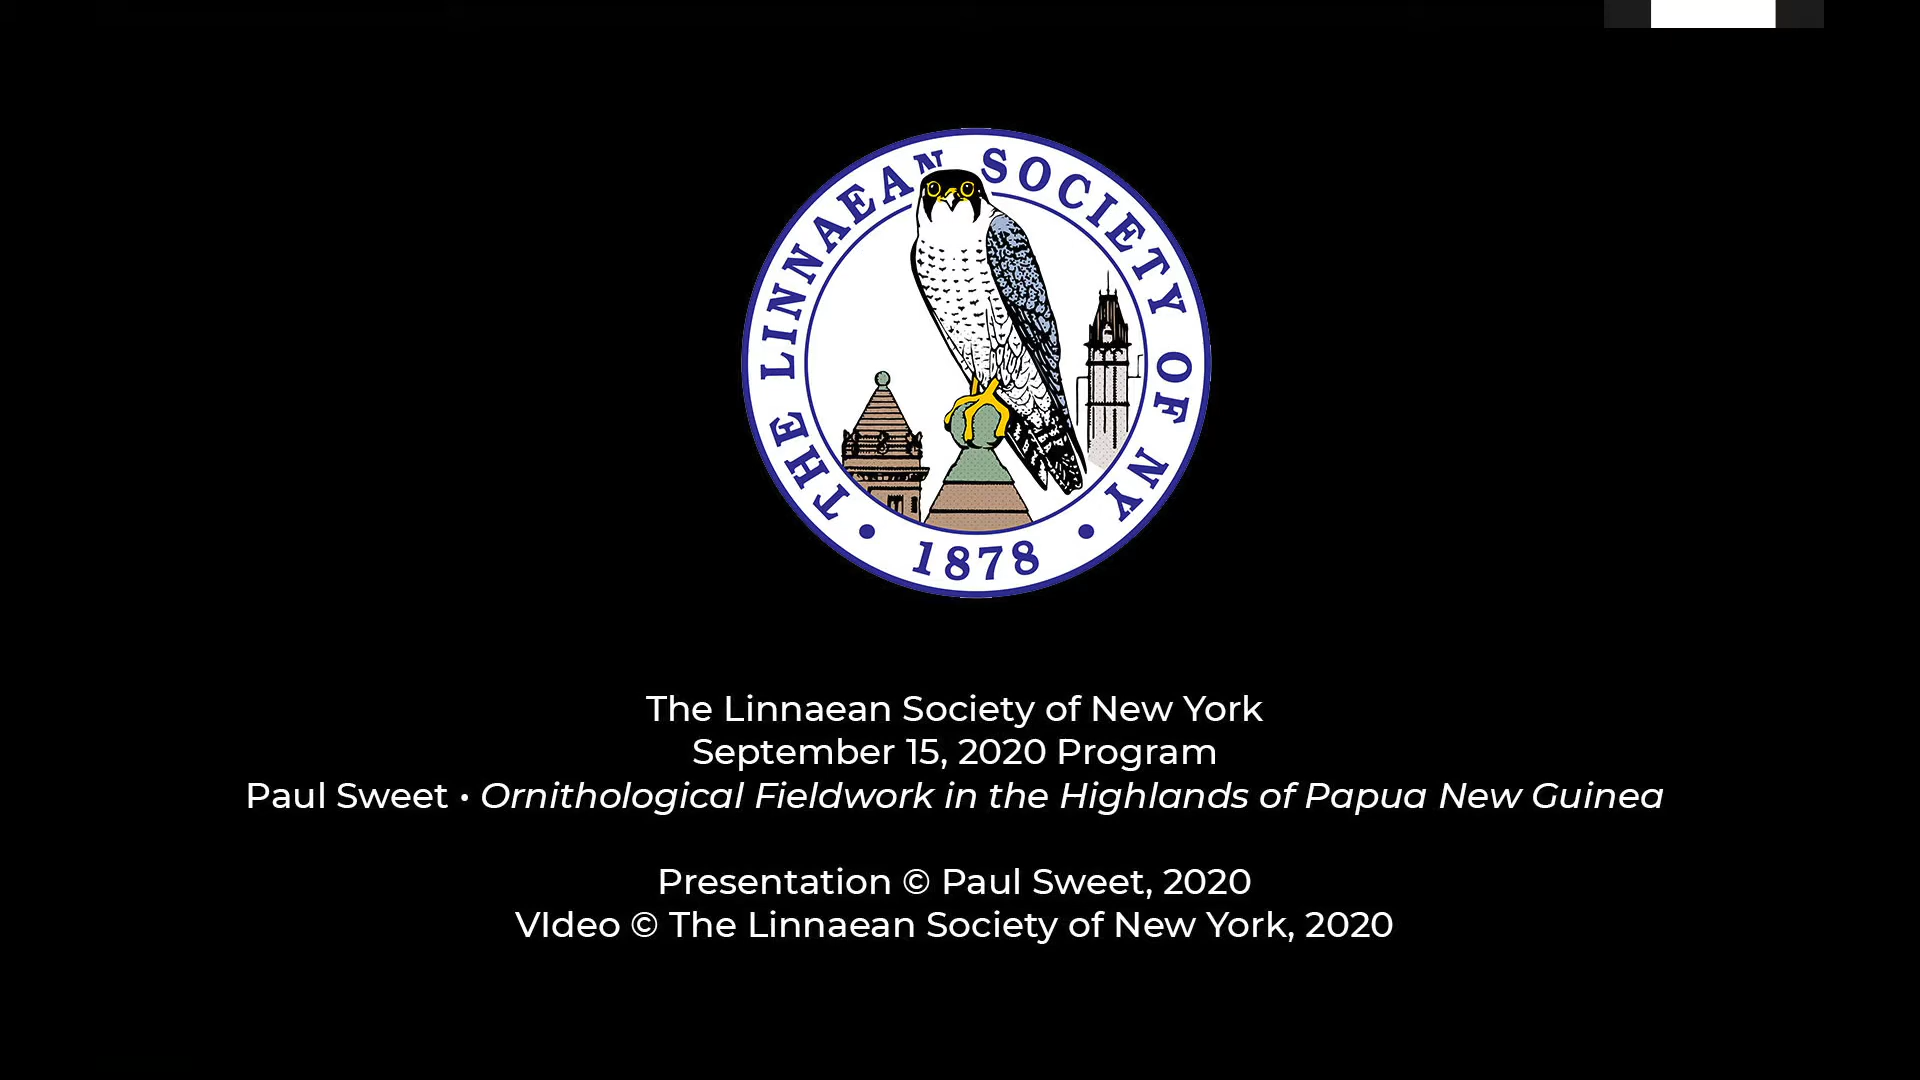 THE LINNAEAN SOCIETY OF NY
• 1878 •
The Linnaean Society of New York
September 15, 2020 Program
Paul Sweet • Ornithological Fieldwork in the Highlands of Papua New Guinea
Presentation © Paul Sweet, 2020
VIdeo © The Linnaean Society of New York, 2020